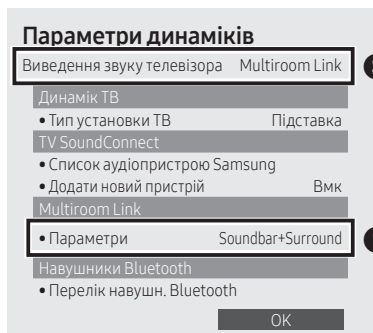 Параметри динаміків
Виведення звуку телевізора Multiroom Link
Динамік ТВ
• Тип установки ТВ Підставка
TV SoundConnect
• Список аудіопристрою Samsung
• Додати новий пристрій Вмк
Multiroom Link
• Параметри Soundbar+Surround
Навушники Bluetooth
• Перелік навушн. Bluetooth
OK